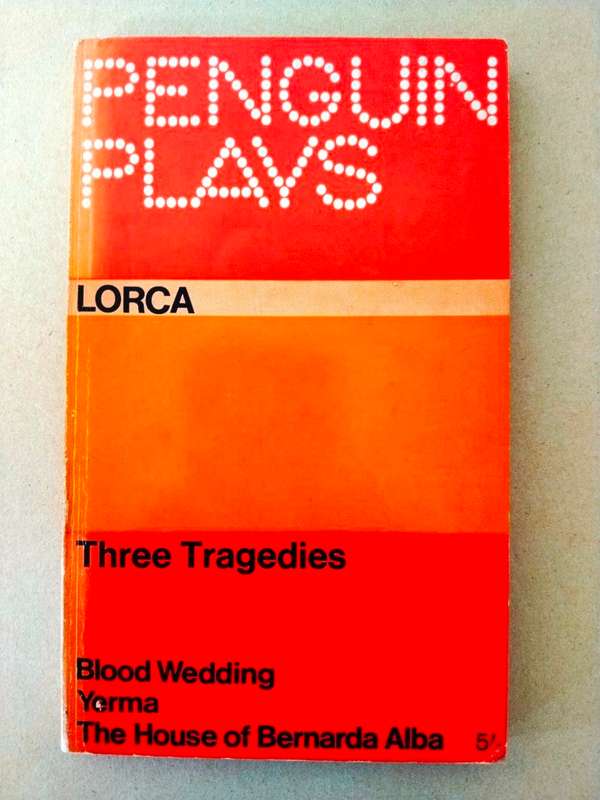 PENGUIN
PLAYS
LORCA
Three Tragedies
Blood Wedding
Yerma
The House of Bernarda Alba 5/-